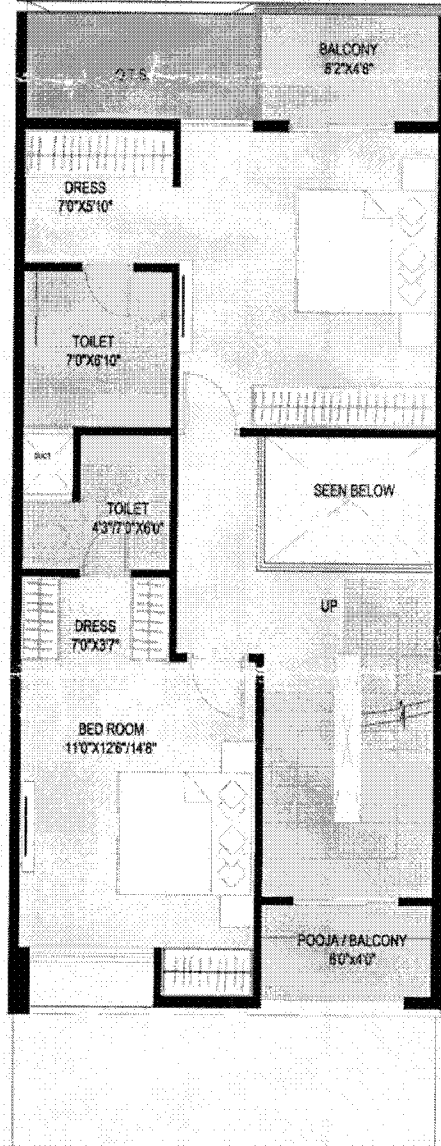 O.T.S
BALCONY
8'2"X4'6"
DRESS
7'0"X5'10"
TOILET
7'0"X6'10"
DUCT
SEEN BELOW
TOILET
4'3"/7'0"X6'0"
UP
DRESS
7'0"X3'7"
BED ROOM
11'0"X12'6"/14'8"
POOJA / BALCONY
8'0"x4'0"